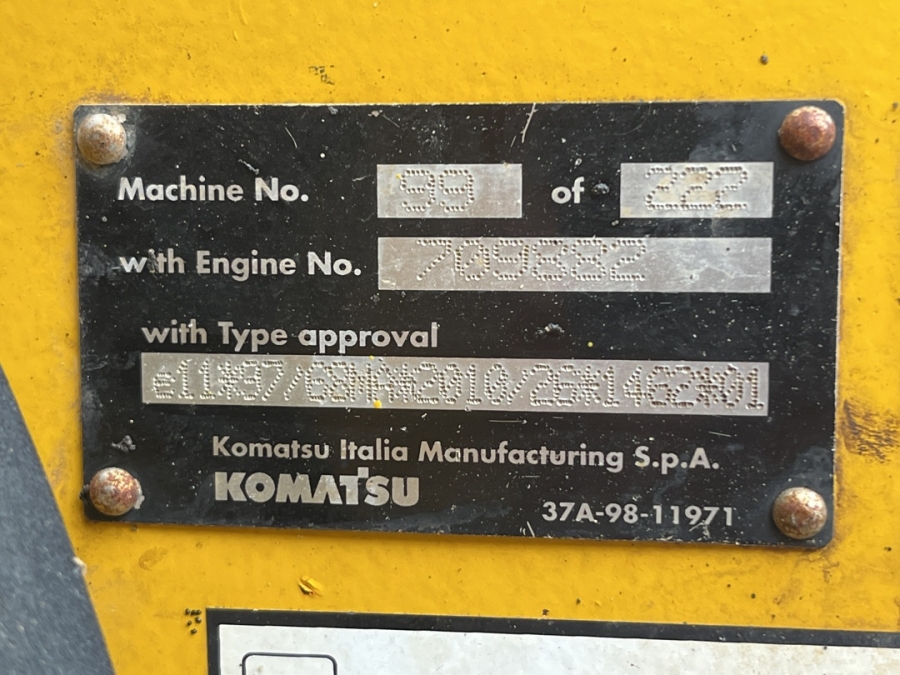 Machine No. 99 of 222
with Engine No. 709882
with Type approval
e11*97/68MA*2010/26*1462*01
Komatsu Italia Manufacturing S.p.A.
KOMATSU
37A-98-11971